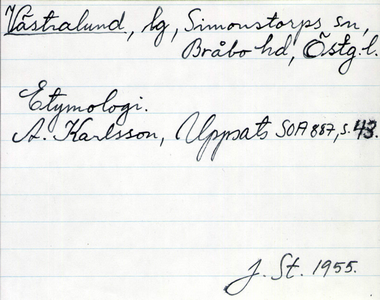 Västralund, lg, Simonstorps sn,
Bråbo hd, Östg. l.
Etymologi.
A. Karlsson, Uppsats SOA 887, s. 43.
J. St. 1955.